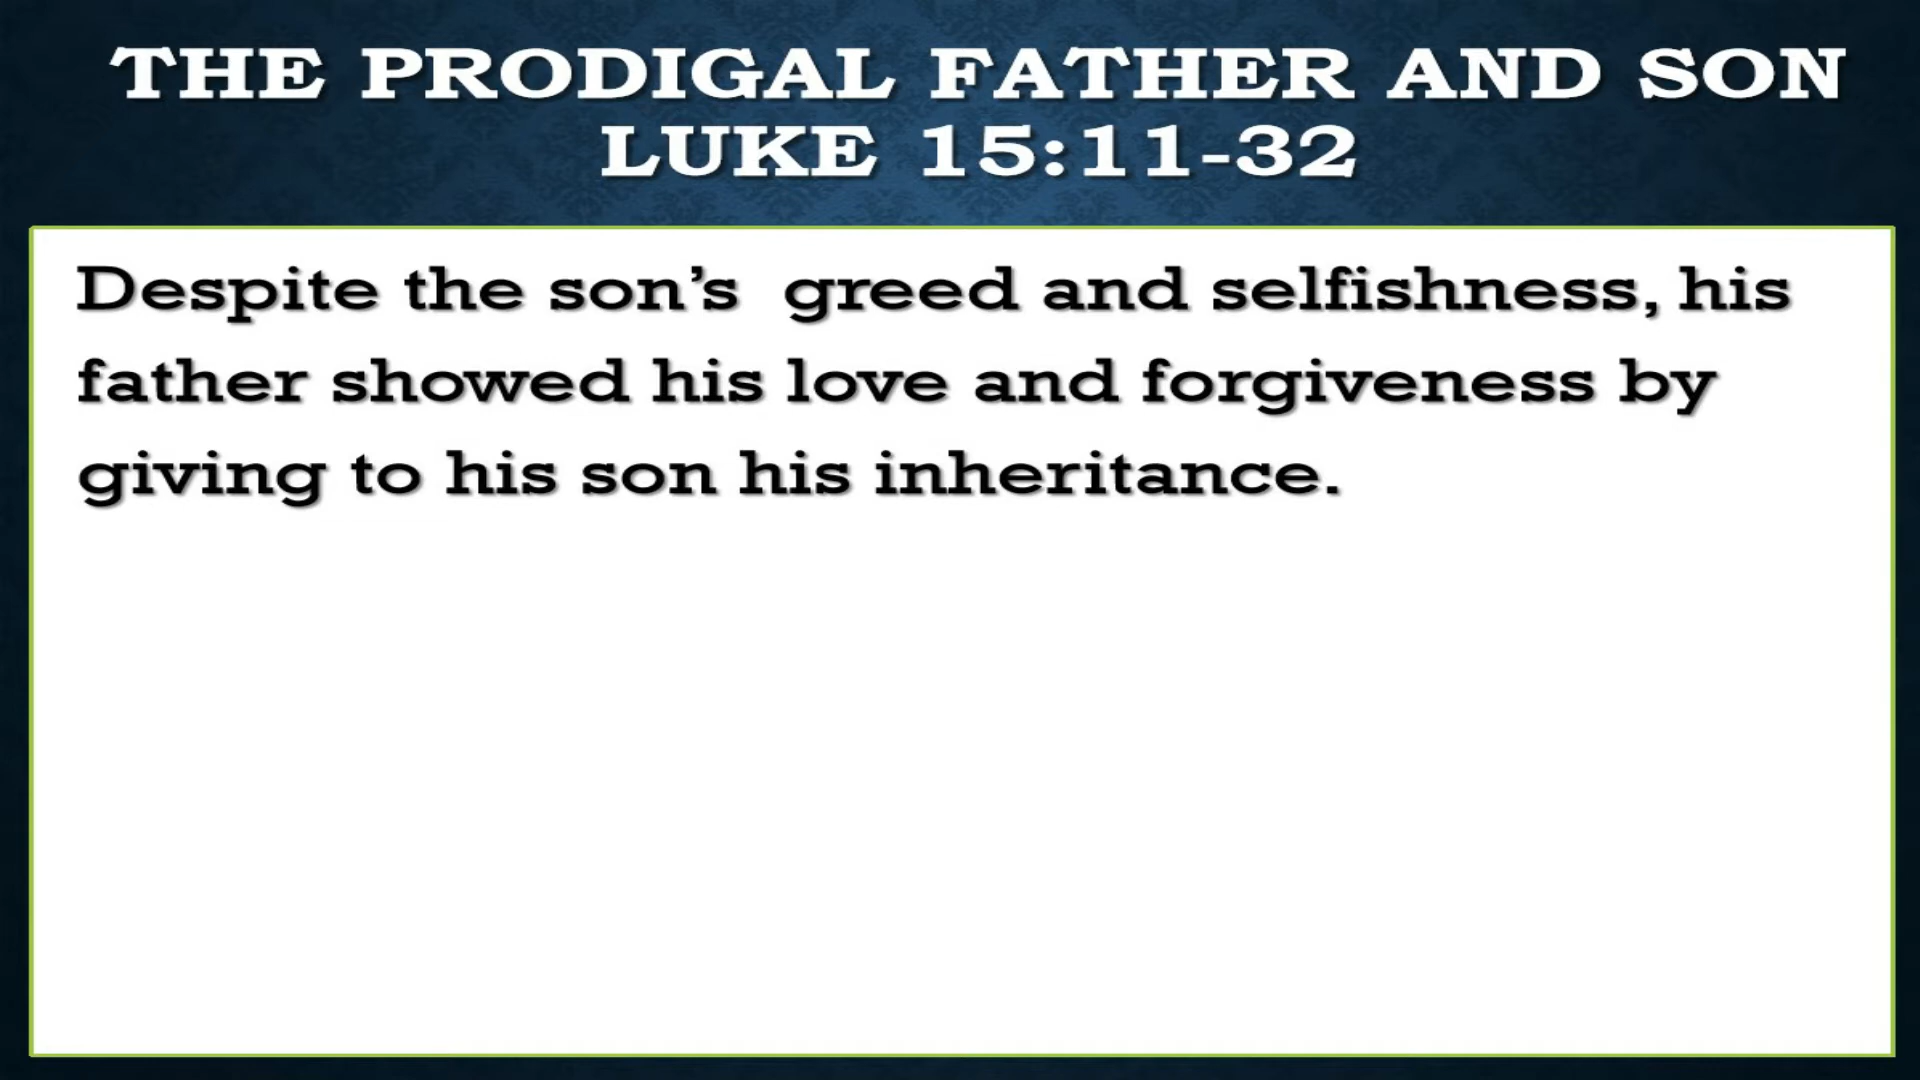 THE PRODIGAL FATHER AND SON
LUKE 15:11-32
Despite the son’s  greed and selfishness, his
father showed his love and forgiveness by
giving to his son his inheritance.